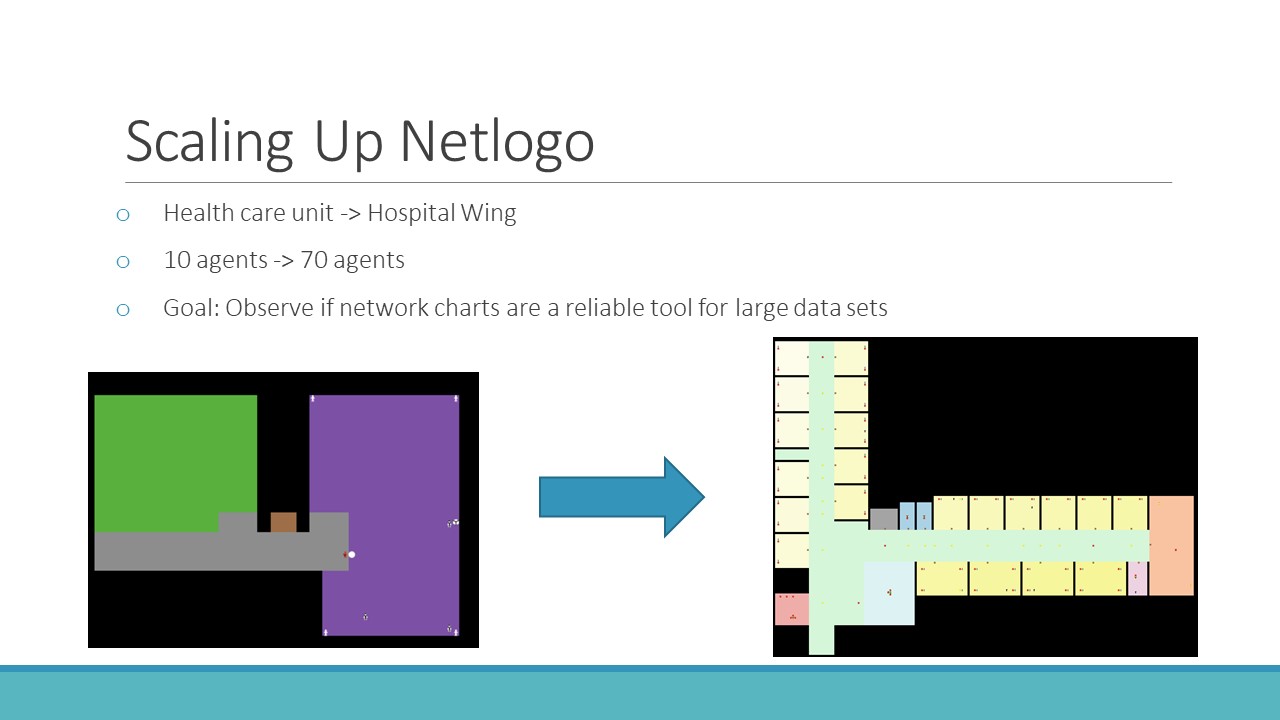 Scaling Up Netlogo
o Health care unit -> Hospital Wing
o 10 agents -> 70 agents
o Goal: Observe if network charts are a reliable tool for large data sets